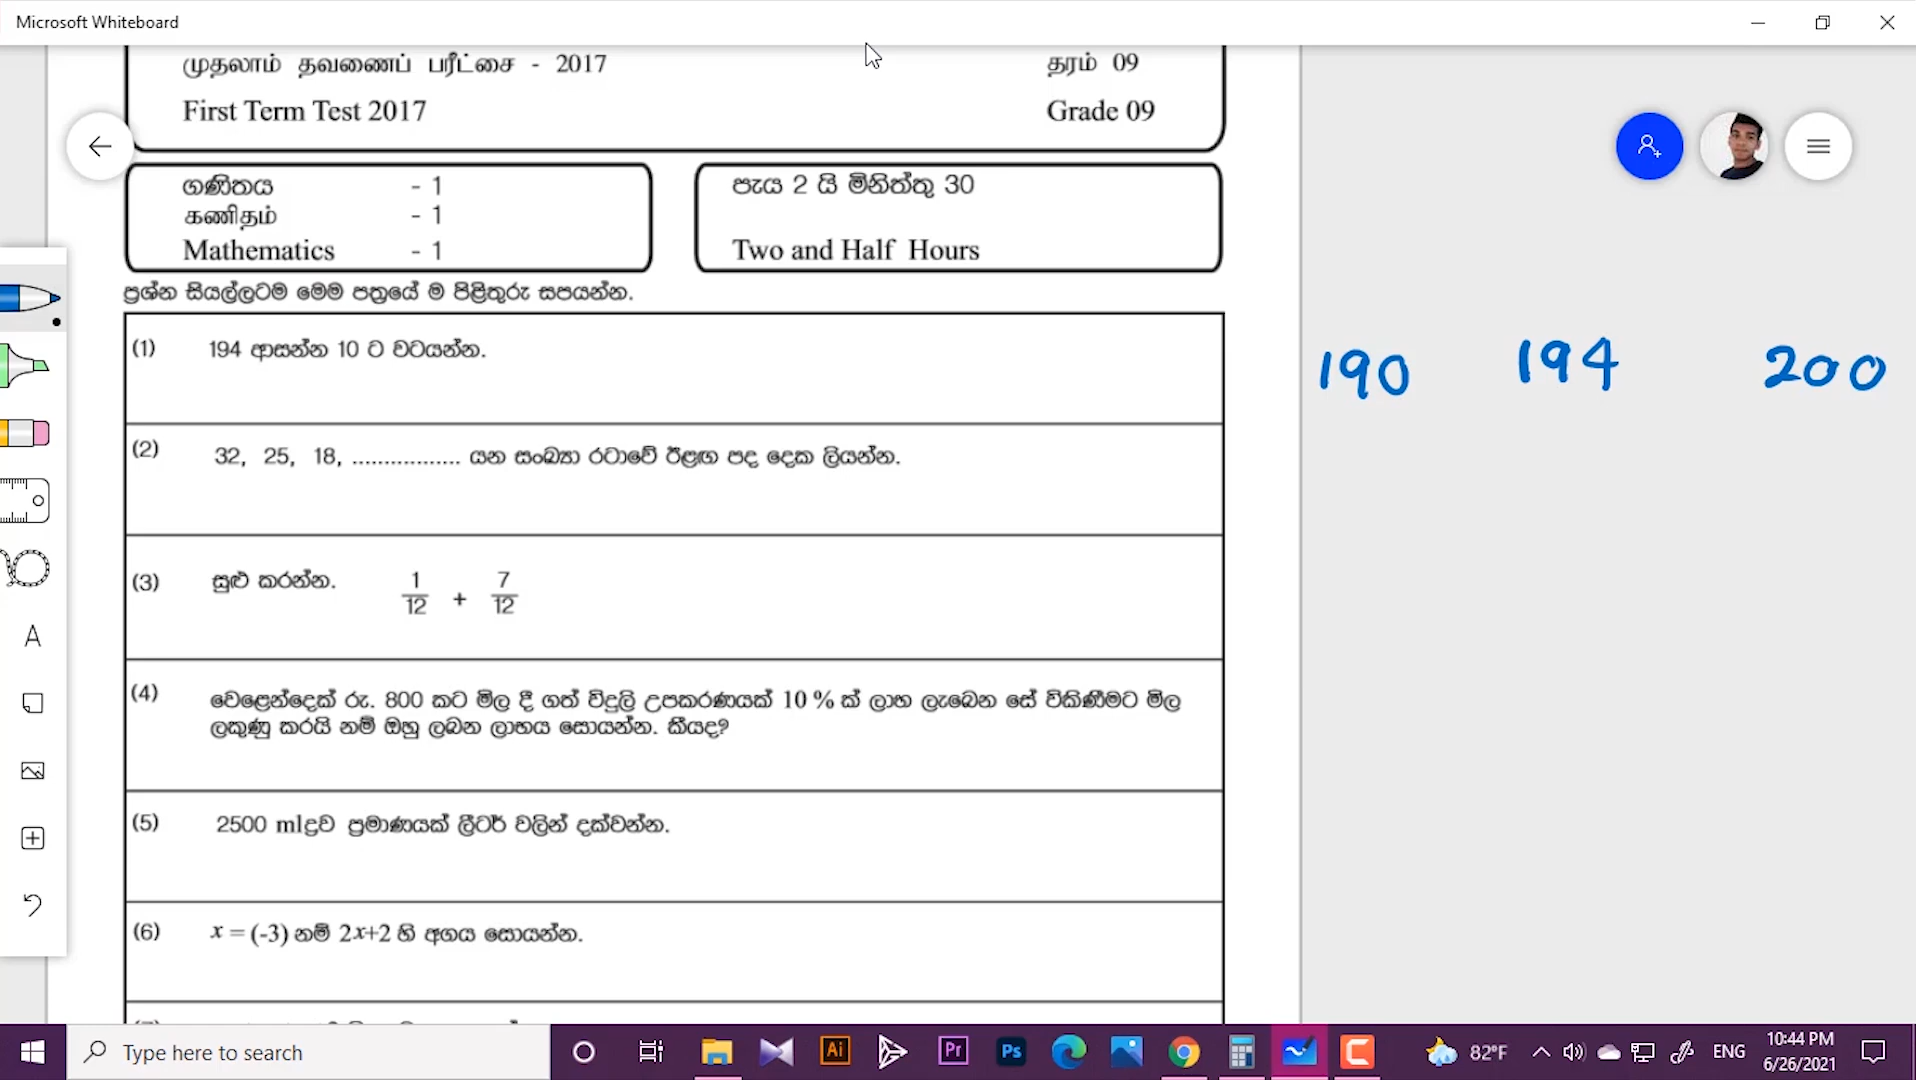 Microsoft Whiteboard
முதலாம் தவணைப் பரீட்சை - 2017
தரம் 09
First Term Test 2017
Grade 09
ගණිතය - 1
கணிதம் - 1
Mathematics - 1
පැය 2 යි මිනිත්තු 30
Two and Half Hours
ප්‍රශ්න සියල්ලටම මෙම පත්‍රයේ ම පිළිතුරු සපයන්න.
(1) 194 ආසන්න 10 ට වටයන්න.
190 194 200
(2) 32, 25, 18, ................. යන සංඛ්‍යා රටාවේ ඊළඟ පද දෙක ලියන්න.
(3) සුළු කරන්න. 1/12 + 7/12
(4) වෙළෙන්දෙක් රු. 800 කට මිල දී ගත් විදුලි උපකරණයක් 10 % ක් ලාභ ලැබෙන සේ විකිණීමට මිල
ලකුණු කරයි නම් ඔහු ලබන ලාභය සොයන්න. කීයද?
(5) 2500 mlද්‍රව ප්‍රමාණයක් ලීටර් වලින් දක්වන්න.
(6) x = (-3) නම් 2x+2 හි අගය සොයන්න.
A
Type here to search
Ai
Pr
Ps
82°F
ENG
10:44 PM
6/26/2021